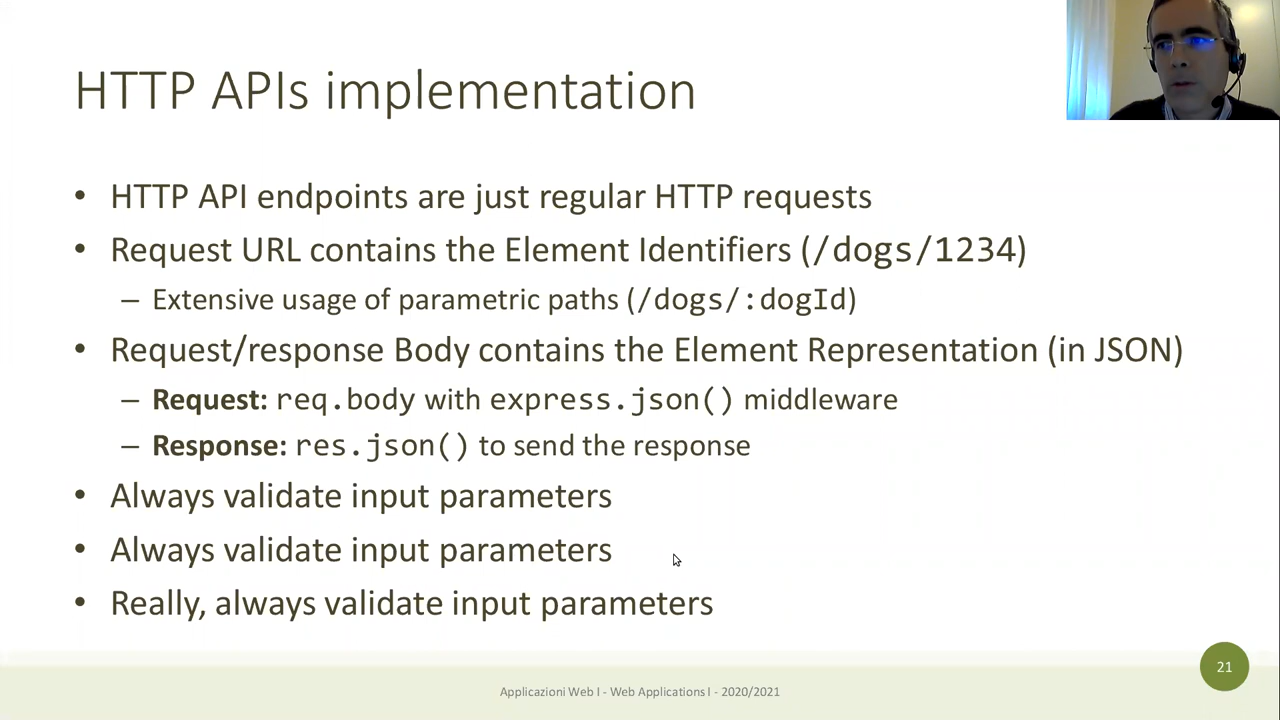 HTTP APIs implementation
• HTTP API endpoints are just regular HTTP requests
• Request URL contains the Element Identifiers (/dogs/1234)
– Extensive usage of parametric paths (/dogs/:dogId)
• Request/response Body contains the Element Representation (in JSON)
– Request: req.body with express.json() middleware
– Response: res.json() to send the response
• Always validate input parameters
• Always validate input parameters
• Really, always validate input parameters
21
Applicazioni Web I - Web Applications I - 2020/2021